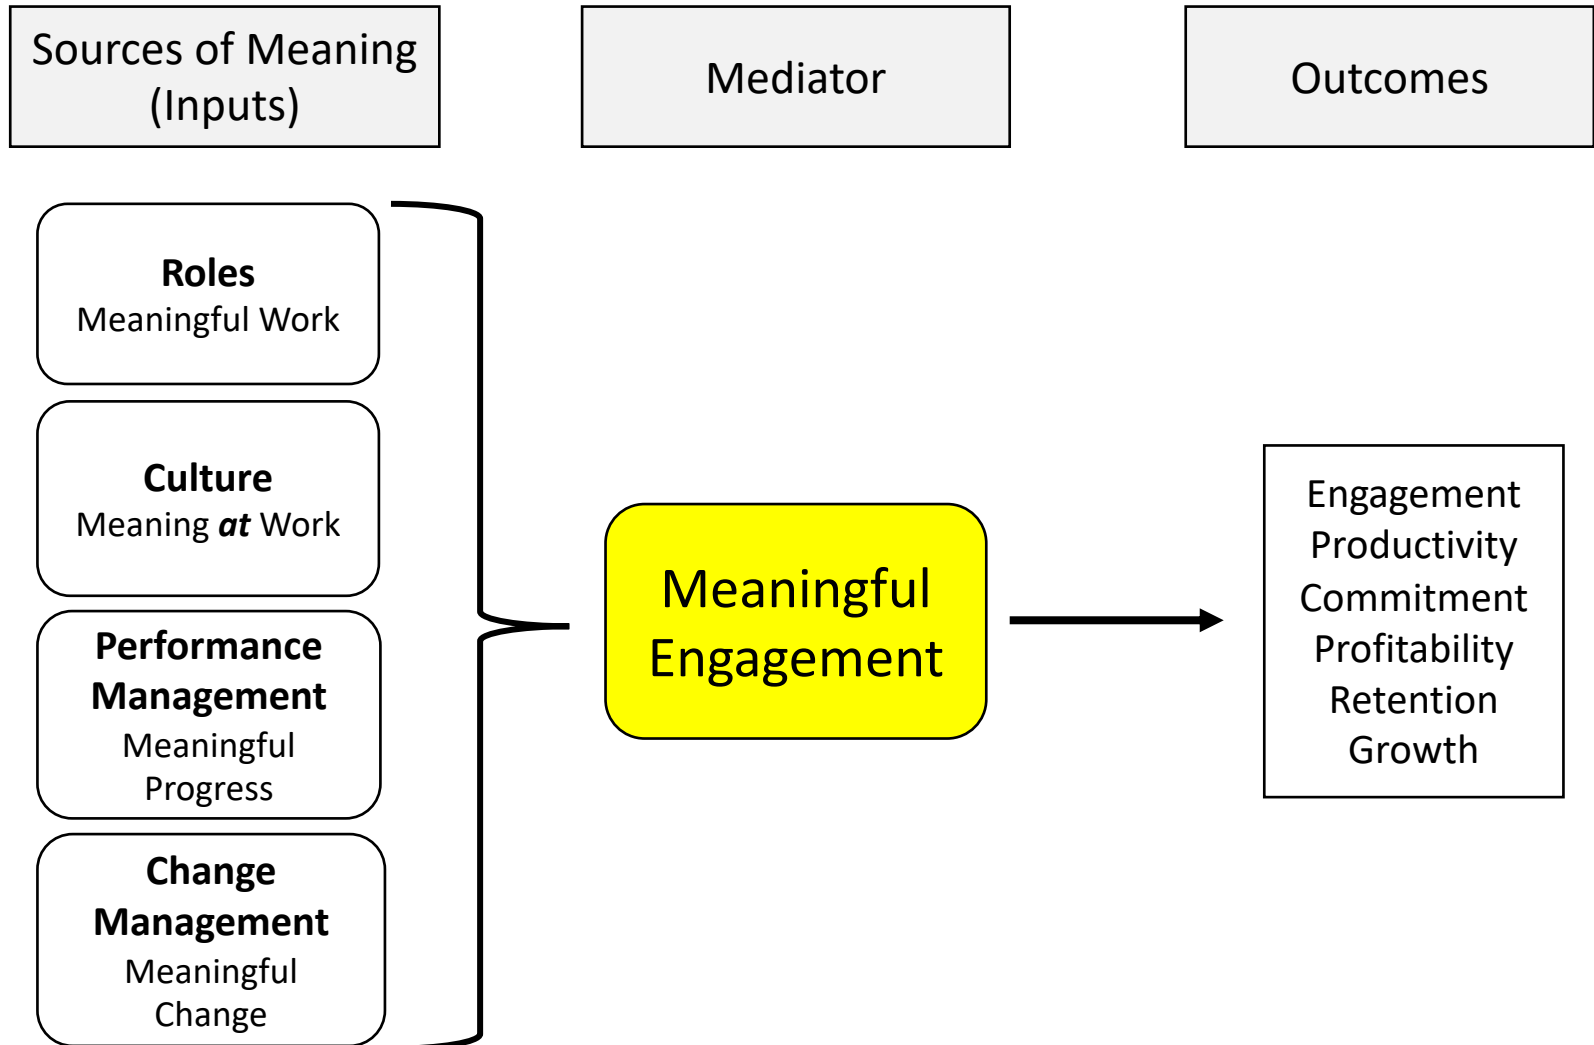 Sources of Meaning
(Inputs)
Mediator
Outcomes
Roles
Meaningful Work
Culture
Meaning at Work
Performance
Management
Meaningful
Progress
Change
Management
Meaningful
Change
Meaningful
Engagement
Engagement
Productivity
Commitment
Profitability
Retention
Growth